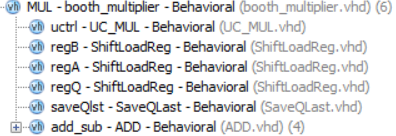 MUL - booth_multiplier - Behavioral (booth_multiplier.vhd) (6)
uctrl - UC_MUL - Behavioral (UC_MUL.vhd)
regB - ShiftLoadReg - Behavioral (ShiftLoadReg.vhd)
regA - ShiftLoadReg - Behavioral (ShiftLoadReg.vhd)
regQ - ShiftLoadReg - Behavioral (ShiftLoadReg.vhd)
saveQlst - SaveQLast - Behavioral (SaveQLast.vhd)
add_sub - ADD - Behavioral (ADD.vhd) (4)